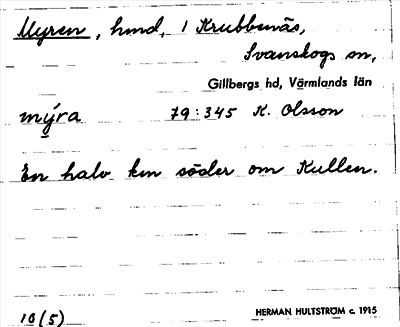 Myren, hmd, i Krubbenäs,
Svanskogs sn,
Gillbergs hd, Värmlands län
mýra 79:345 K. Olsson
En halv km söder om Kullen.
10(5) HERMAN HULTSTRÖM c. 1915